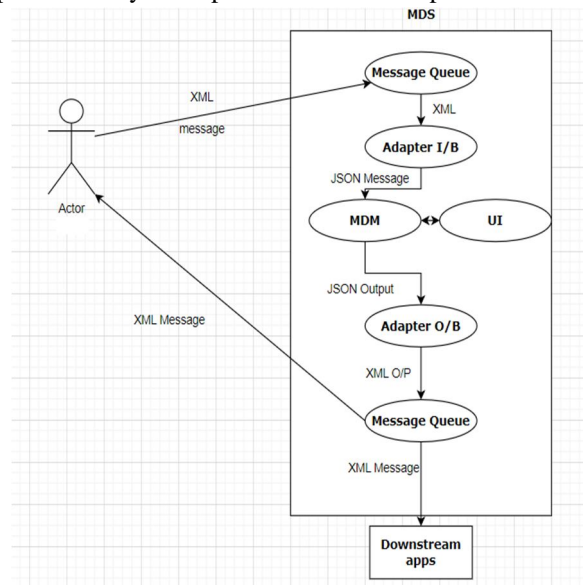 MDS
Message Queue
XML
message
XML
Adapter I/B
JSON Message
MDM
UI
Actor
JSON Output
Adapter O/B
XML Message
XML O/P
Message Queue
XML Message
Downstream
apps